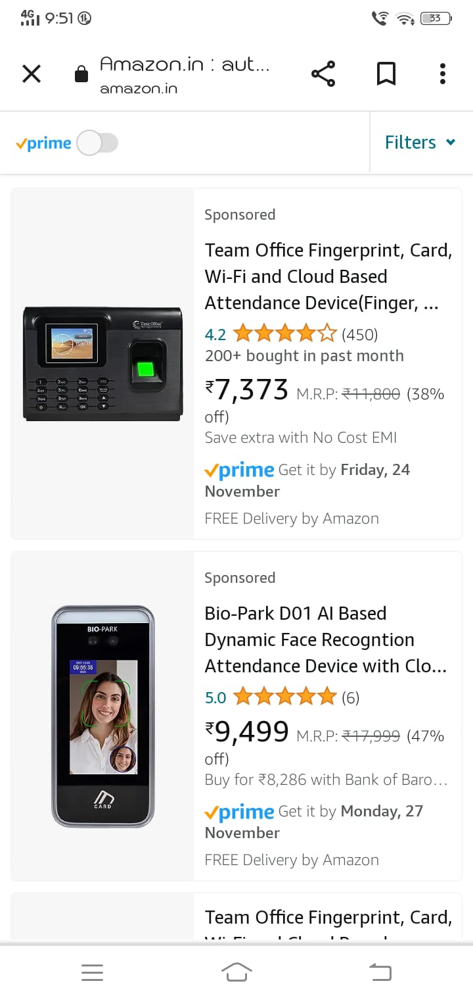 4G 9:51
33
Amazon.in : aut...
amazon.in
prime
Filters
Sponsored
Team Office Fingerprint, Card,
Wi-Fi and Cloud Based
Attendance Device(Finger, ...
4.2 (450)
200+ bought in past month
₹7,373 M.R.P: ₹11,800 (38%
off)
Save extra with No Cost EMI
prime Get it by Friday, 24
November
FREE Delivery by Amazon
Sponsored
BIO-PARK
09:55:36
CARD
Bio-Park D01 AI Based
Dynamic Face Recogntion
Attendance Device with Clo...
5.0 (6)
₹9,499 M.R.P: ₹17,999 (47%
off)
Buy for ₹8,286 with Bank of Baro...
prime Get it by Monday, 27
November
FREE Delivery by Amazon
Team Office Fingerprint, Card,